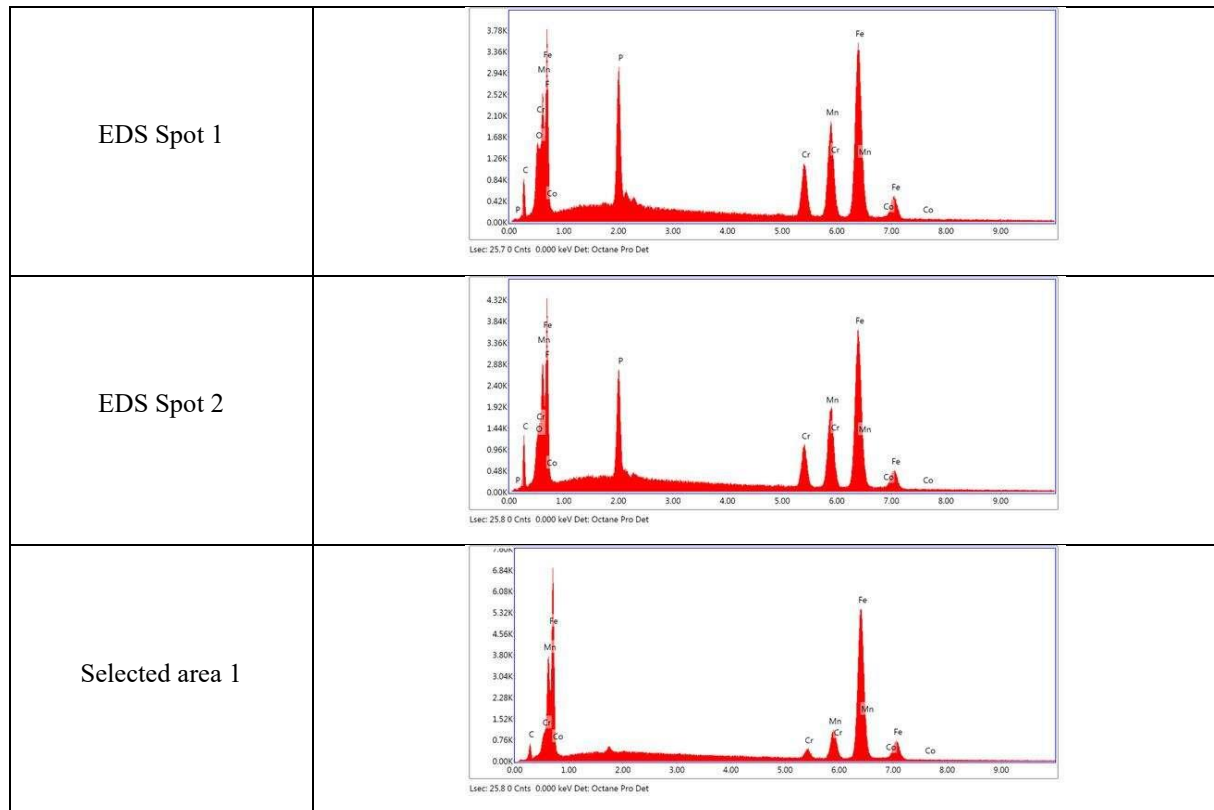 EDS Spot 1
3.78K
3.36K
2.94K
2.52K
2.10K
1.68K
1.26K
0.84K
0.42K
0.00K
Fe
Mn
F
Cr
O
C
Co
P
P
Cr
Mn
Cr
Fe
Mn
Co
Fe
Co
0.00 1.00 2.00 3.00 4.00 5.00 6.00 7.00 8.00 9.00
Lsec: 25.7 0 Cnts 0.000 keV Det: Octane Pro Det
EDS Spot 2
4.32K
3.84K
3.36K
2.88K
2.40K
1.92K
1.44K
0.96K
0.48K
0.00K
Fe
Mn
F
Cr
O
C
Co
P
P
Cr
Mn
Cr
Fe
Mn
Co
Fe
Co
0.00 1.00 2.00 3.00 4.00 5.00 6.00 7.00 8.00 9.00
Lsec: 25.8 0 Cnts 0.000 keV Det: Octane Pro Det
Selected area 1
7.60K
6.84K
6.08K
5.32K
4.56K
3.80K
3.04K
2.28K
1.52K
0.76K
0.00K
Fe
Mn
Cr
C
Co
Cr
Mn
Cr
Fe
Mn
Co
Fe
Co
0.00 1.00 2.00 3.00 4.00 5.00 6.00 7.00 8.00 9.00
Lsec: 25.8 0 Cnts 0.000 keV Det: Octane Pro Det